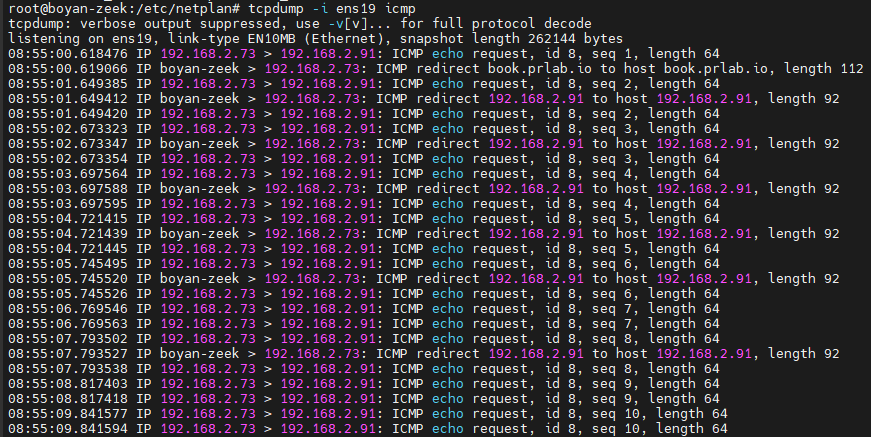 root@boyan-zeek:/etc/netplan# tcpdump -i ens19 icmp
tcpdump: verbose output suppressed, use -v[v]... for full protocol decode
listening on ens19, link-type EN10MB (Ethernet), snapshot length 262144 bytes
08:55:00.618476 IP 192.168.2.73 > 192.168.2.91: ICMP echo request, id 8, seq 1, length 64
08:55:00.619066 IP boyan-zeek > 192.168.2.73: ICMP redirect book.prlab.io to host book.prlab.io, length 112
08:55:01.649385 IP 192.168.2.73 > 192.168.2.91: ICMP echo request, id 8, seq 2, length 64
08:55:01.649412 IP boyan-zeek > 192.168.2.73: ICMP redirect 192.168.2.91 to host 192.168.2.91, length 92
08:55:01.649420 IP 192.168.2.73 > 192.168.2.91: ICMP echo request, id 8, seq 2, length 64
08:55:02.673323 IP 192.168.2.73 > 192.168.2.91: ICMP echo request, id 8, seq 3, length 64
08:55:02.673347 IP boyan-zeek > 192.168.2.73: ICMP redirect 192.168.2.91 to host 192.168.2.91, length 92
08:55:02.673354 IP 192.168.2.73 > 192.168.2.91: ICMP echo request, id 8, seq 3, length 64
08:55:03.697564 IP 192.168.2.73 > 192.168.2.91: ICMP echo request, id 8, seq 4, length 64
08:55:03.697588 IP boyan-zeek > 192.168.2.73: ICMP redirect 192.168.2.91 to host 192.168.2.91, length 92
08:55:03.697595 IP 192.168.2.73 > 192.168.2.91: ICMP echo request, id 8, seq 4, length 64
08:55:04.721415 IP 192.168.2.73 > 192.168.2.91: ICMP echo request, id 8, seq 5, length 64
08:55:04.721439 IP boyan-zeek > 192.168.2.73: ICMP redirect 192.168.2.91 to host 192.168.2.91, length 92
08:55:04.721445 IP 192.168.2.73 > 192.168.2.91: ICMP echo request, id 8, seq 5, length 64
08:55:05.745495 IP 192.168.2.73 > 192.168.2.91: ICMP echo request, id 8, seq 6, length 64
08:55:05.745520 IP boyan-zeek > 192.168.2.73: ICMP redirect 192.168.2.91 to host 192.168.2.91, length 92
08:55:05.745526 IP 192.168.2.73 > 192.168.2.91: ICMP echo request, id 8, seq 6, length 64
08:55:06.769546 IP 192.168.2.73 > 192.168.2.91: ICMP echo request, id 8, seq 7, length 64
08:55:06.769563 IP 192.168.2.73 > 192.168.2.91: ICMP echo request, id 8, seq 7, length 64
08:55:07.793502 IP 192.168.2.73 > 192.168.2.91: ICMP echo request, id 8, seq 8, length 64
08:55:07.793527 IP boyan-zeek > 192.168.2.73: ICMP redirect 192.168.2.91 to host 192.168.2.91, length 92
08:55:07.793538 IP 192.168.2.73 > 192.168.2.91: ICMP echo request, id 8, seq 8, length 64
08:55:08.817403 IP 192.168.2.73 > 192.168.2.91: ICMP echo request, id 8, seq 9, length 64
08:55:08.817418 IP 192.168.2.73 > 192.168.2.91: ICMP echo request, id 8, seq 9, length 64
08:55:09.841577 IP 192.168.2.73 > 192.168.2.91: ICMP echo request, id 8, seq 10, length 64
08:55:09.841594 IP 192.168.2.73 > 192.168.2.91: ICMP echo request, id 8, seq 10, length 64